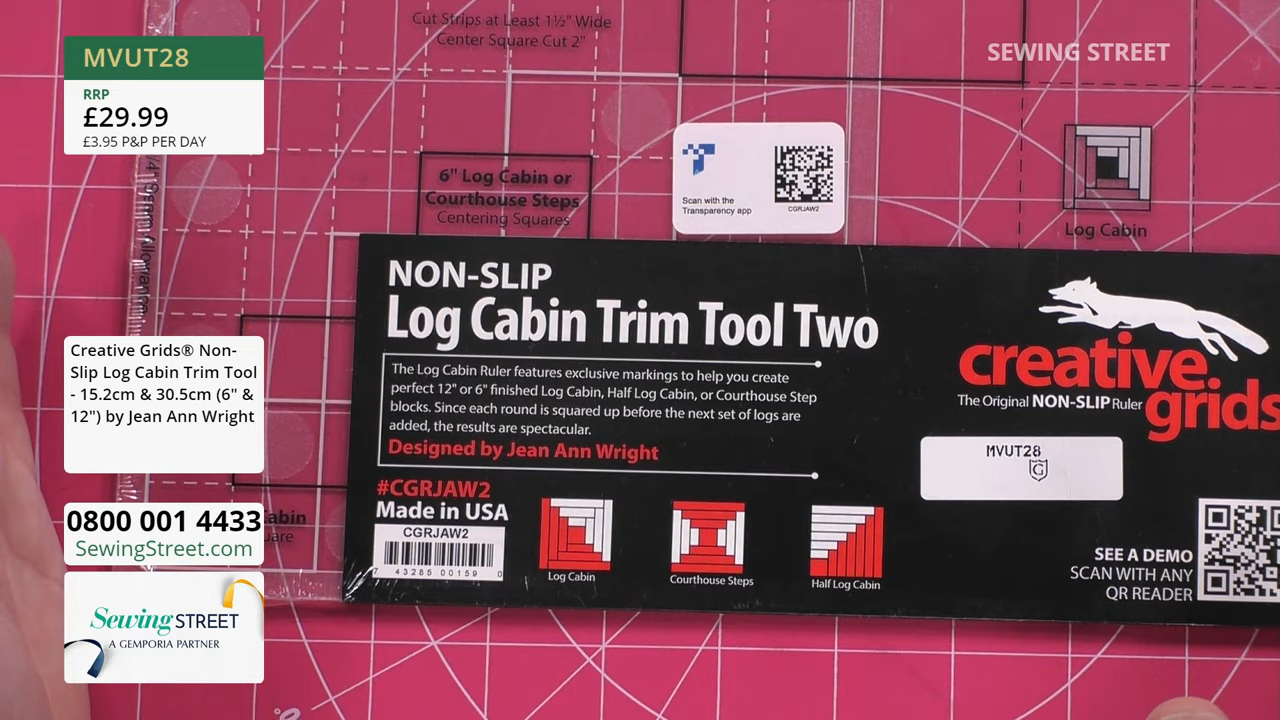 MVUT28
RRP
£29.99
£3.95 P&P PER DAY
Creative Grids® Non-
Slip Log Cabin Trim Tool
- 15.2cm & 30.5cm (6" &
12") by Jean Ann Wright
0800 001 4433
SewingStreet.com
Sewing STREET
A GEMPORIA PARTNER
SEWING STREET
Cut Strips at Least 1½" Wide
Center Square Cut 2"
6" Log Cabin or
Courthouse Steps
Centering Squares
Scan with the
Transparency app
CGRJAW2
Log Cabin
NON-SLIP
Log Cabin Trim Tool Two
The Log Cabin Ruler features exclusive markings to help you create
perfect 12" or 6" finished Log Cabin, Half Log Cabin, or Courthouse Step
blocks. Since each round is squared up before the next set of logs are
added, the results are spectacular.
Designed by Jean Ann Wright
#CGRJAW2
Made in USA
CGRJAW2
7 43285 00159 0
Log Cabin
Courthouse Steps
Half Log Cabin
creative
grids
The Original NON-SLIP Ruler
MVUT28
SEE A DEMO
SCAN WITH ANY
QR READER